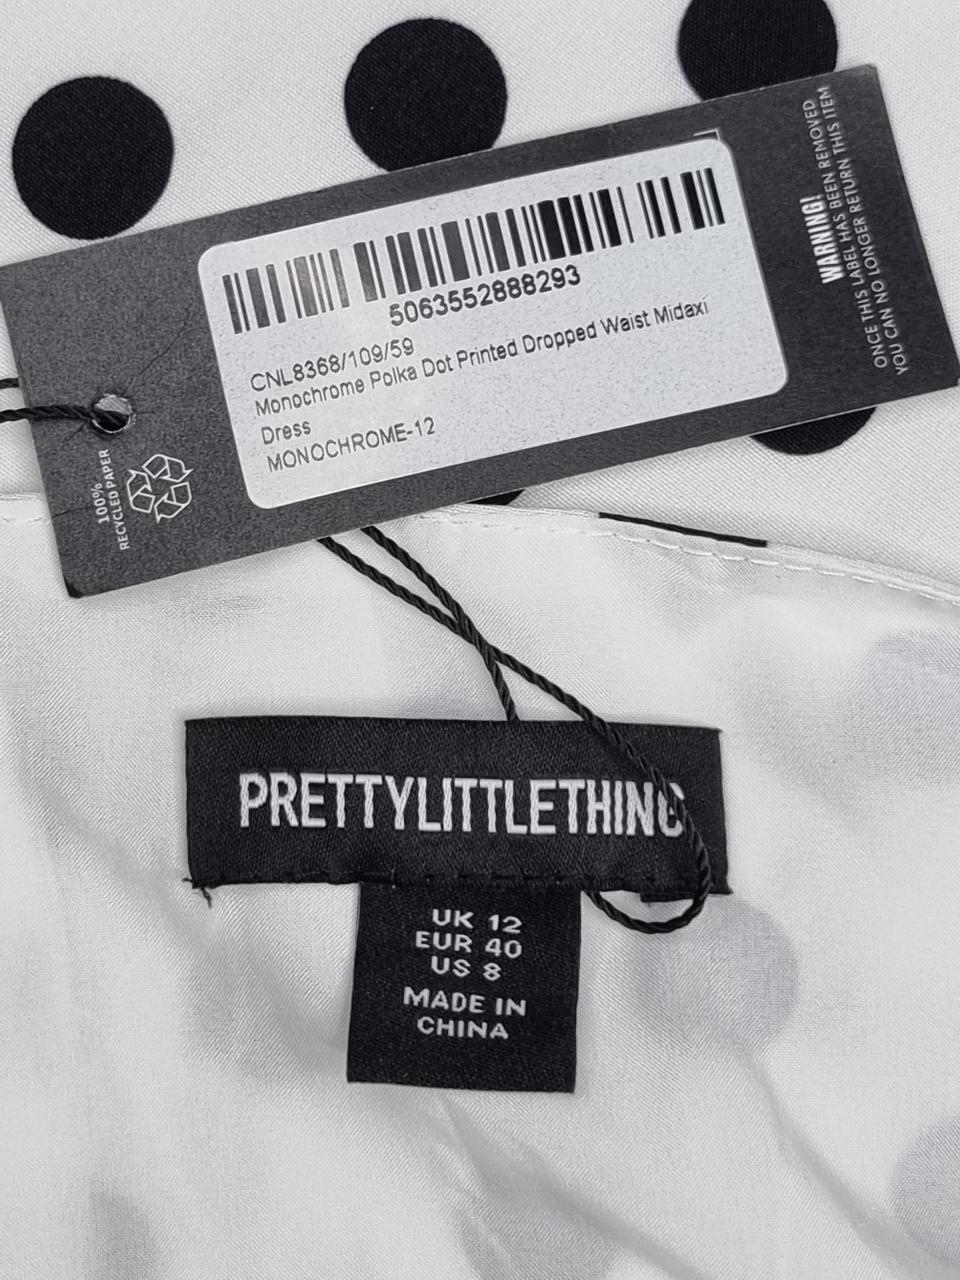 5063552888293
CNL8368/109/59
Monochrome Polka Dot Printed Dropped Waist Midaxi
Dress
MONOCHROME-12
WARNING!
ONCE THIS LABEL HAS BEEN REMOVED
YOU CAN NO LONGER RETURN THIS ITEM
100%
RECYCLED PAPER
PRETTYLITTLETHING
UK 12
EUR 40
US 8
MADE IN
CHINA